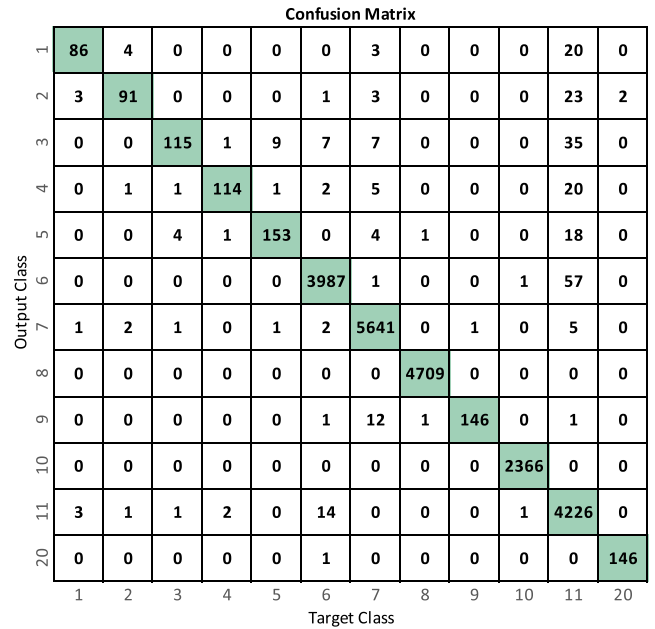 Confusion Matrix
1 86 4 0 0 0 0 3 0 0 0 20 0
2 3 91 0 0 0 1 3 0 0 0 23 2
3 0 0 115 1 9 7 7 0 0 0 35 0
4 0 1 1 114 1 2 5 0 0 0 20 0
5 0 0 4 1 153 0 4 1 0 0 18 0
6 0 0 0 0 0 3987 1 0 0 1 57 0
7 1 2 1 0 1 2 5641 0 1 0 5 0
8 0 0 0 0 0 0 0 4709 0 0 0 0
9 0 0 0 0 0 1 12 1 146 0 1 0
10 0 0 0 0 0 0 0 0 0 2366 0 0
11 3 1 1 2 0 14 0 0 0 1 4226 0
20 0 0 0 0 0 1 0 0 0 0 0 146
1 2 3 4 5 6 7 8 9 10 11 20
Target Class
Output Class